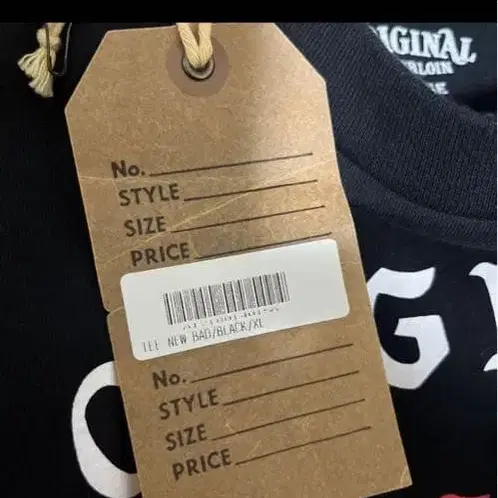 No.
STYLE
SIZE
PRICE
TEE NEW BAD/BLACK/XL
No.
STYLE
SIZE
PRICE
G